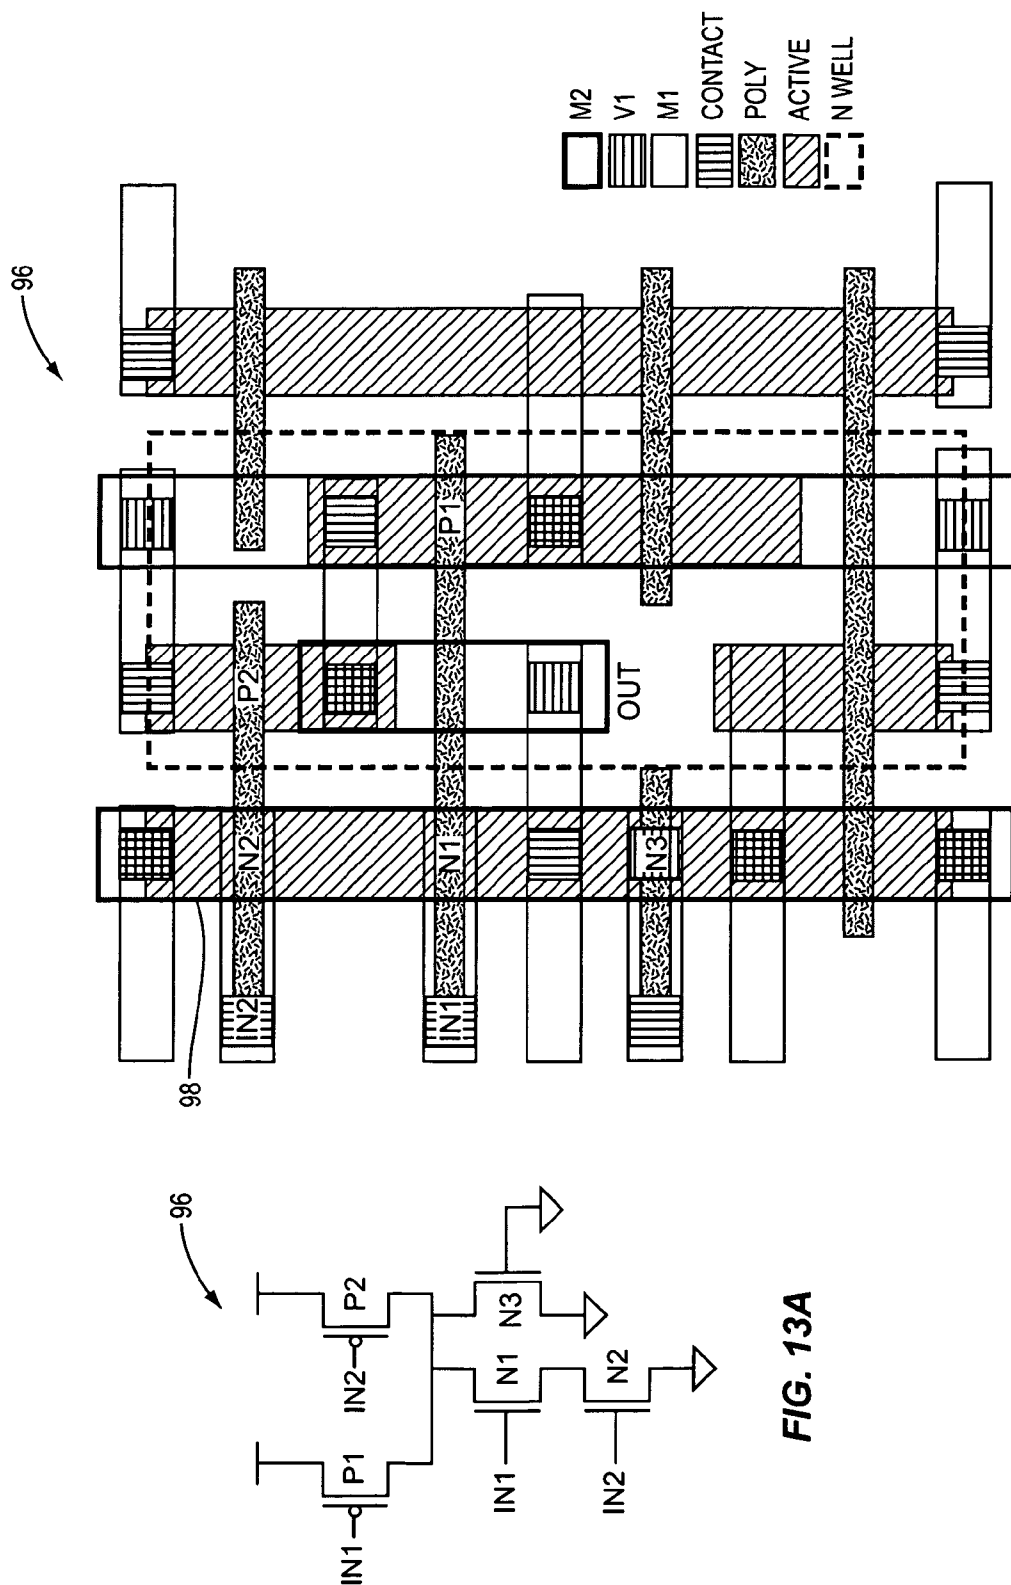 96
IN1
P1
IN2
P2
IN1
N1
N3
IN2
N2
FIG. 13A
96
98
IN2
N2
P2
IN1
N1
P1
N3
OUT
M2
V1
M1
CONTACT
POLY
ACTIVE
N WELL